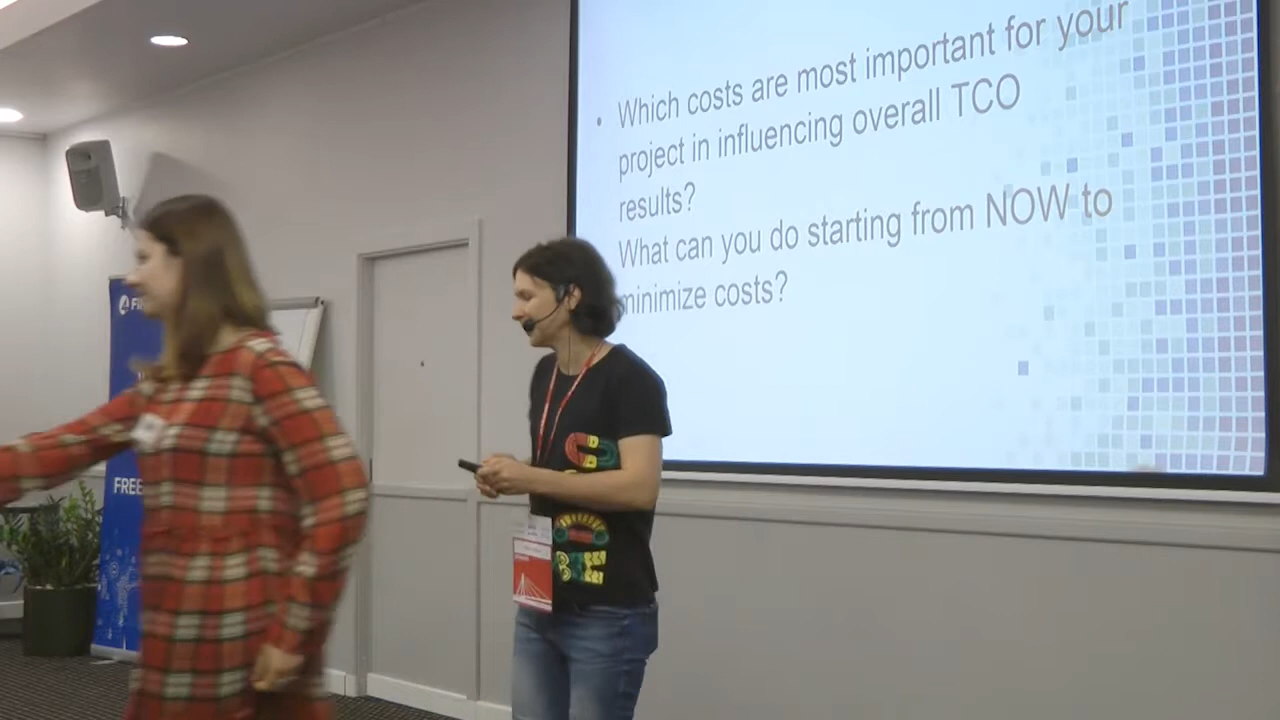 • Which costs are most important for your
project in influencing overall TCO
results?
What can you do starting from NOW to
minimize costs?
FREE